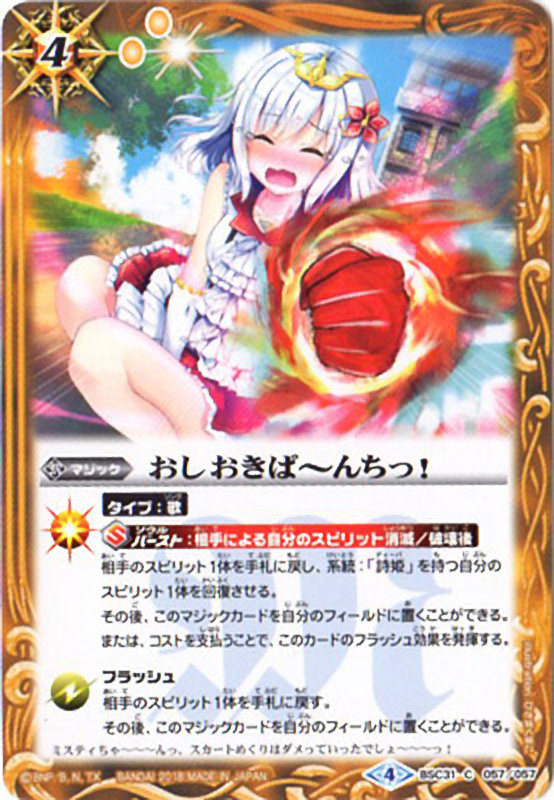 4
マジック
おしおきば〜んちっ!
タイプ:歌
ソウルバースト:相手による自分のスピリット消滅/破壊後
相手のスピリット1体を手札に戻し、系統:「詩姫」を持つ自分の
スピリット1体を回復させる。
その後、このマジックカードを自分のフィールドに置くことができる。
または、コストを支払うことで、このカードのフラッシュ効果を発揮する。
フラッシュ
相手のスピリット1体を手札に戻す。
その後、このマジックカードを自分のフィールドに置くことができる。
ミスティちゃ〜〜〜〜んっ、スカートめくりはダメっていったでしょ〜〜〜〜っ!
©BNP/B, N, TX BANDAI 2018 MADE IN JAPAN
4
BSC31 C 057/057